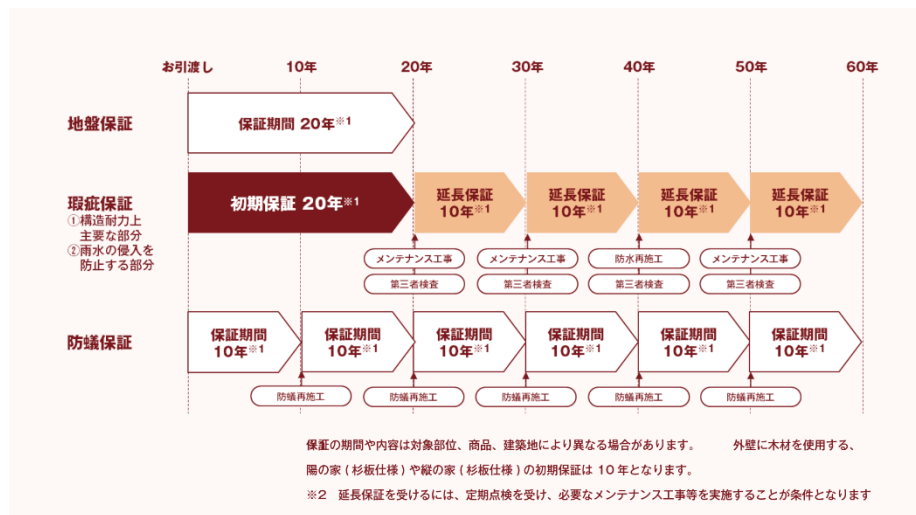 お引渡し 10年 20年 30年 40年 50年 60年
地盤保証
保証期間 20年※1
瑕疵保証
①構造耐力上
主要な部分
②雨水の侵入を
防止する部分
初期保証 20年※1
延長保証
10年※1
延長保証
10年※1
延長保証
10年※1
延長保証
10年※1
メンテナンス工事 メンテナンス工事 防水再施工 メンテナンス工事
第三者検査 第三者検査 第三者検査 第三者検査
防蟻保証
保証期間
10年※1
保証期間
10年※1
保証期間
10年※1
保証期間
10年※1
保証期間
10年※1
保証期間
10年※1
防蟻再施工 防蟻再施工 防蟻再施工 防蟻再施工 防蟻再施工
保証の期間や内容は対象部位、商品、建築地により異なる場合があります。 外壁に木材を使用する、
陽の家(杉板仕様)や縦の家(杉板仕様)の初期保証は 10年となります。
※2 延長保証を受けるには、定期点検を受け、必要なメンテナンス工事等を実施することが条件となります